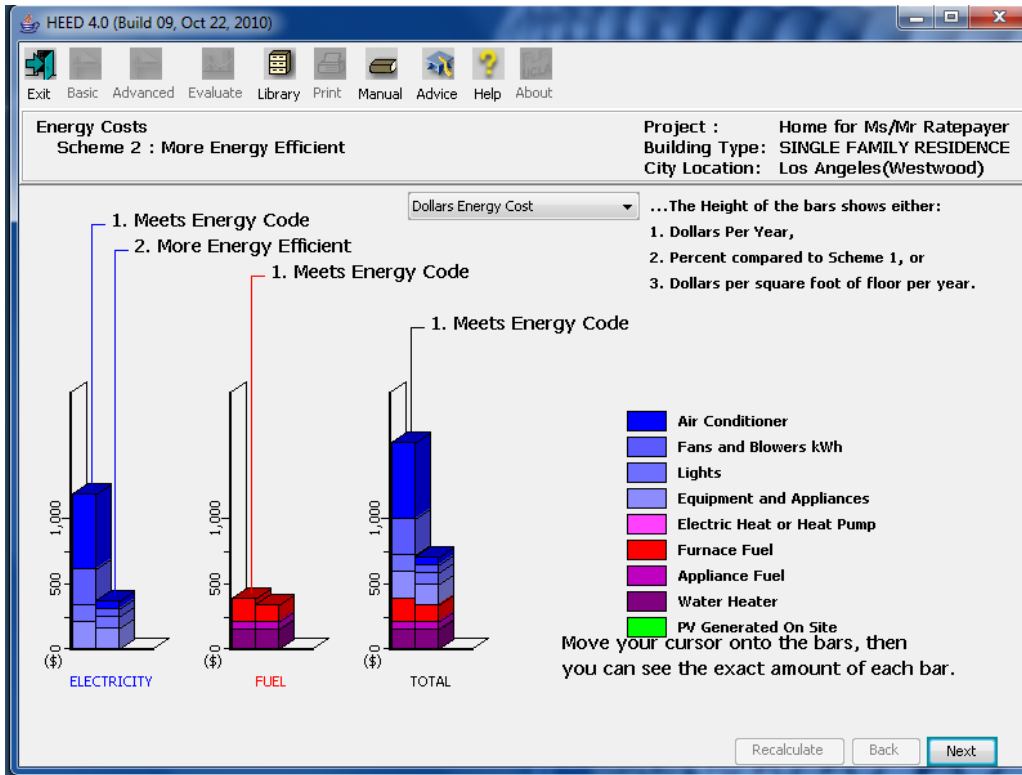 HEED 4.0 (Build 09, Oct 22, 2010)
Exit Basic Advanced Evaluate Library Print Manual Advice Help About
Energy Costs
Scheme 2 : More Energy Efficient
Project : Home for Ms/Mr Ratepayer
Building Type: SINGLE FAMILY RESIDENCE
City Location: Los Angeles(Westwood)
Dollars Energy Cost
...The Height of the bars shows either:
1. Dollars Per Year,
2. Percent compared to Scheme 1, or
3. Dollars per square foot of floor per year.
1. Meets Energy Code
2. More Energy Efficient
1. Meets Energy Code
1. Meets Energy Code
1,000
500
0
($)
ELECTRICITY
1,000
500
0
($)
FUEL
1,000
500
0
($)
TOTAL
Air Conditioner
Fans and Blowers kWh
Lights
Equipment and Appliances
Electric Heat or Heat Pump
Furnace Fuel
Appliance Fuel
Water Heater
PV Generated On Site
Move your cursor onto the bars, then
you can see the exact amount of each bar.
Recalculate Back Next